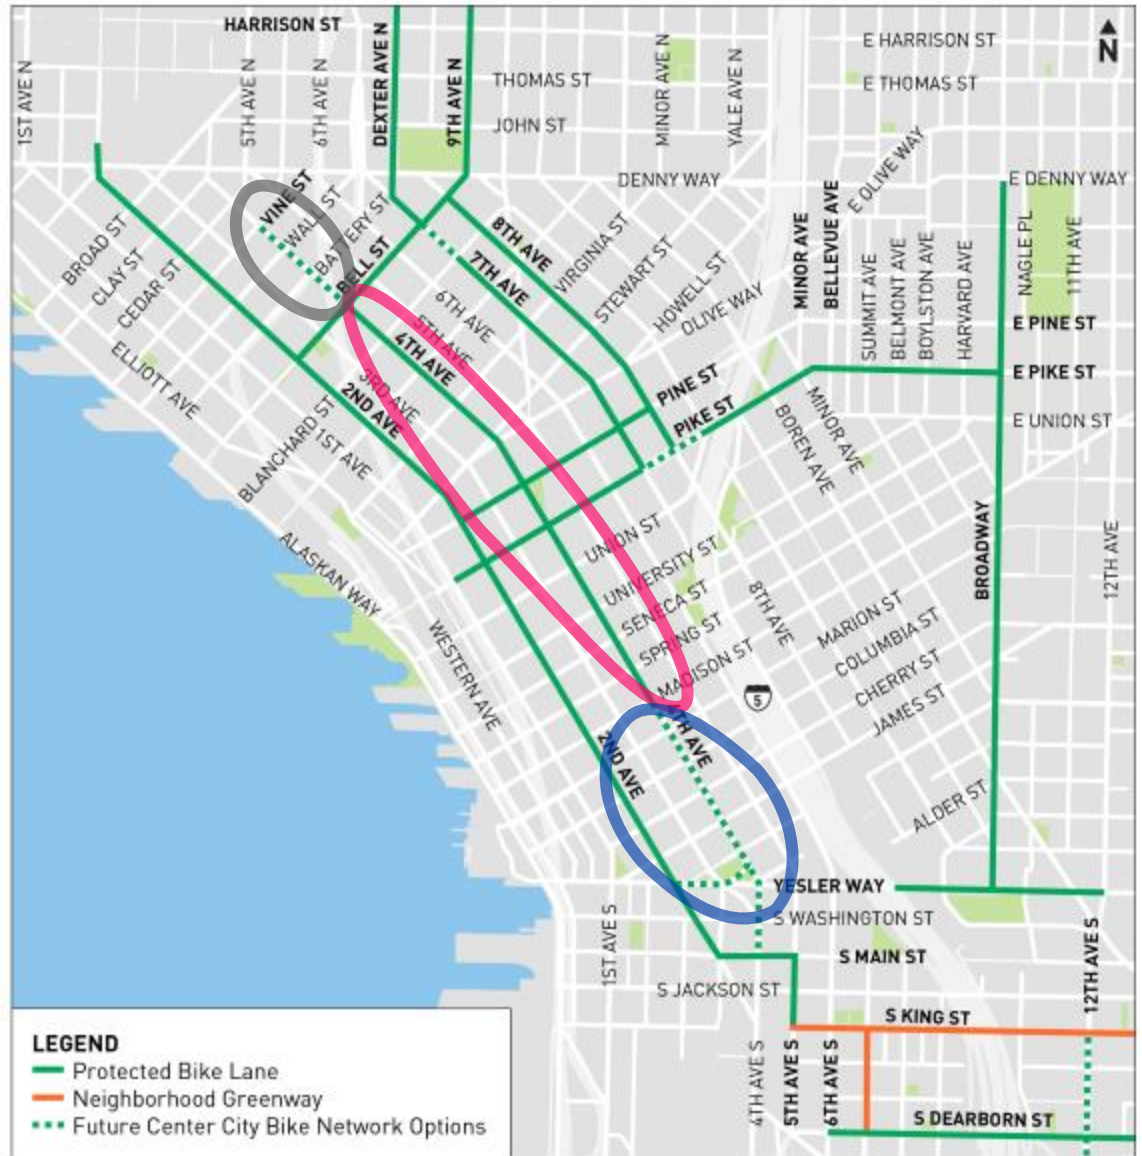 HARRISON ST
E HARRISON ST
N
1ST AVE N
5TH AVE N
6TH AVE N
DEXTER AVE N
9TH AVE N
THOMAS ST
MINOR AVE N
YALE AVE N
E THOMAS ST
JOHN ST
E OLIVE WAY
DENNY WAY
E DENNY WAY
VINE ST
WALL ST
BATTERY ST
BELL ST
BROAD ST
CLAY ST
CEDAR ST
8TH AVE
7TH AVE
VIRGINIA ST
STEWART ST
HOWELL ST
OLIVE WAY
MINOR AVE
BELLEVUE AVE
SUMMIT AVE
BELMONT AVE
BOYLSTON AVE
HARVARD AVE
NAGLE PL
11TH AVE
6TH AVE
5TH AVE
4TH AVE
3RD AVE
2ND AVE
1ST AVE
E PINE ST
E PIKE ST
E UNION ST
ELLIOTT AVE
BLANCHARD ST
PINE ST
PIKE ST
MINOR AVE
BOREN AVE
ALASKAN WAY
WESTERN AVE
UNION ST
UNIVERSITY ST
SENECA ST
SPRING ST
MADISON ST
8TH AVE
BROADWAY
12TH AVE
MARION ST
COLUMBIA ST
CHERRY ST
JAMES ST
5
4TH AVE
2ND AVE
ALDER ST
YESLER WAY
S WASHINGTON ST
1ST AVE S
S MAIN ST
S JACKSON ST
12TH AVE S
S KING ST
4TH AVE S
5TH AVE S
6TH AVE S
S DEARBORN ST
LEGEND
Protected Bike Lane
Neighborhood Greenway
Future Center City Bike Network Options